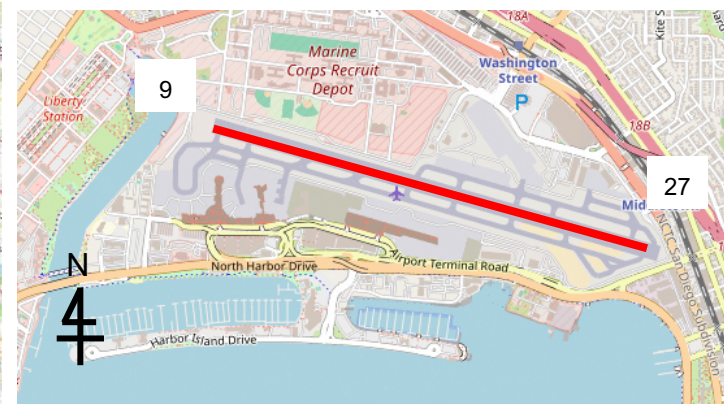 18A
Kite S
Marine
Corps Recruit
Depot
Washington
Street
9
P
Liberty
Station
18B
27
Mid
N
North Harbor Drive
Airport Terminal Road
NCTC San Diego Subdivision
Harbor Island Drive